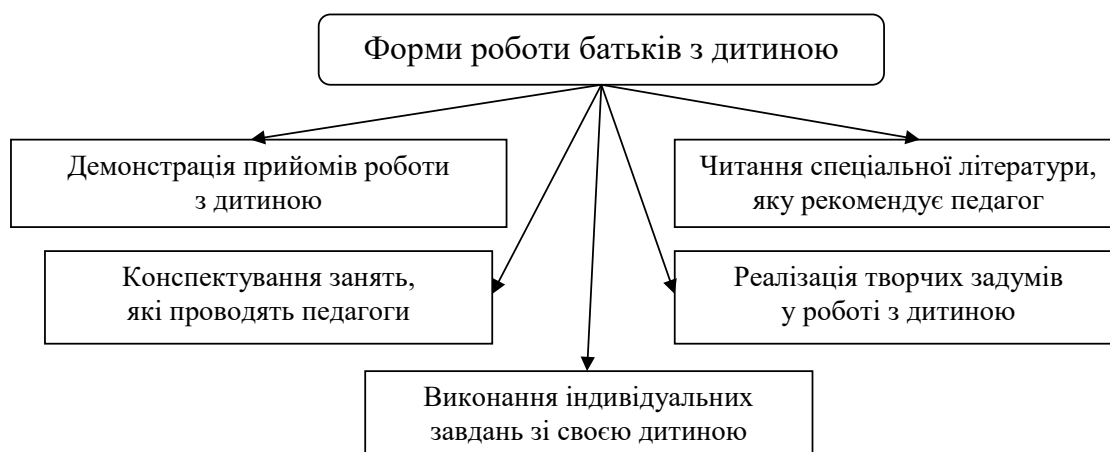 Форми роботи батьків з дитиною
Демонстрація прийомів роботи
з дитиною
Читання спеціальної літератури,
яку рекомендує педагог
Конспектування занять,
які проводять педагоги
Реалізація творчих задумів
у роботі з дитиною
Виконання індивідуальних
завдань зі своєю дитиною